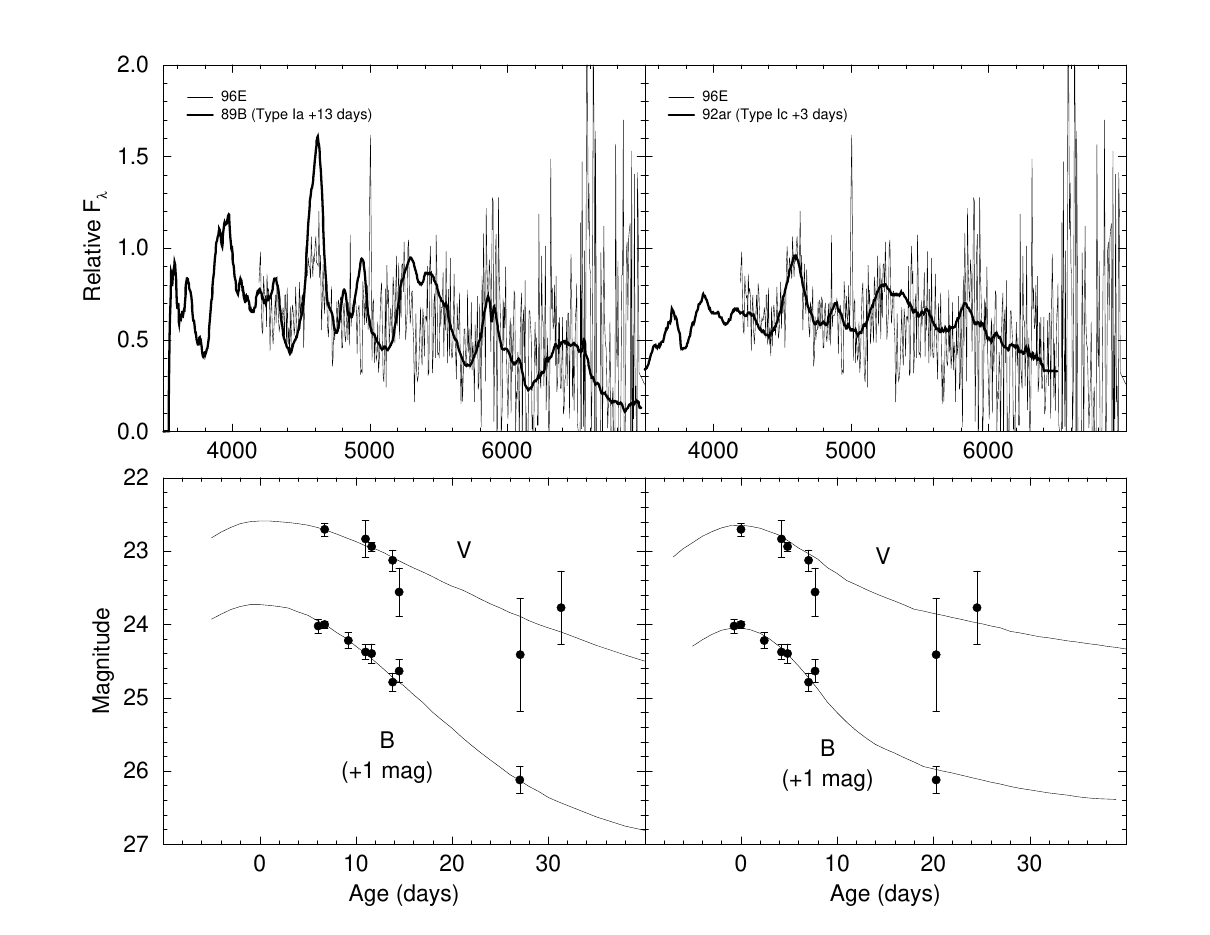 2.0
1.5
1.0
0.5
0.0
Relative Fλ
96E
89B (Type Ia +13 days)
4000 5000 6000
96E
92ar (Type Ic +3 days)
4000 5000 6000
22
23
24
25
26
27
Magnitude
V
B
(+1 mag)
0 10 20 30
Age (days)
V
B
(+1 mag)
0 10 20 30
Age (days)